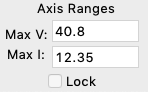 Axis Ranges
Max V: 40.8
Max I: 12.35
Lock